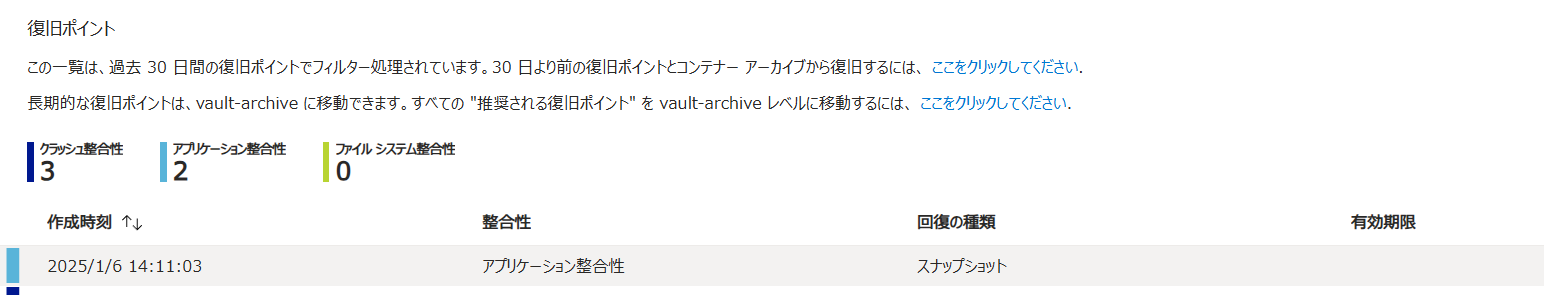 復旧ポイント
この一覧は、過去 30 日間の復旧ポイントでフィルター処理されています。30 日より前の復旧ポイントとコンテナー アーカイブから復旧するには、 ここをクリックしてください.
長期的な復旧ポイントは、vault-archive に移動できます。すべての "推奨される復旧ポイント" を vault-archive レベルに移動するには、 ここをクリックしてください.
クラッシュ整合性 アプリケーション整合性 ファイル システム整合性
3 2 0
作成時刻 ↑↓ 整合性 回復の種類 有効期限
2025/1/6 14:11:03 アプリケーション整合性 スナップショット